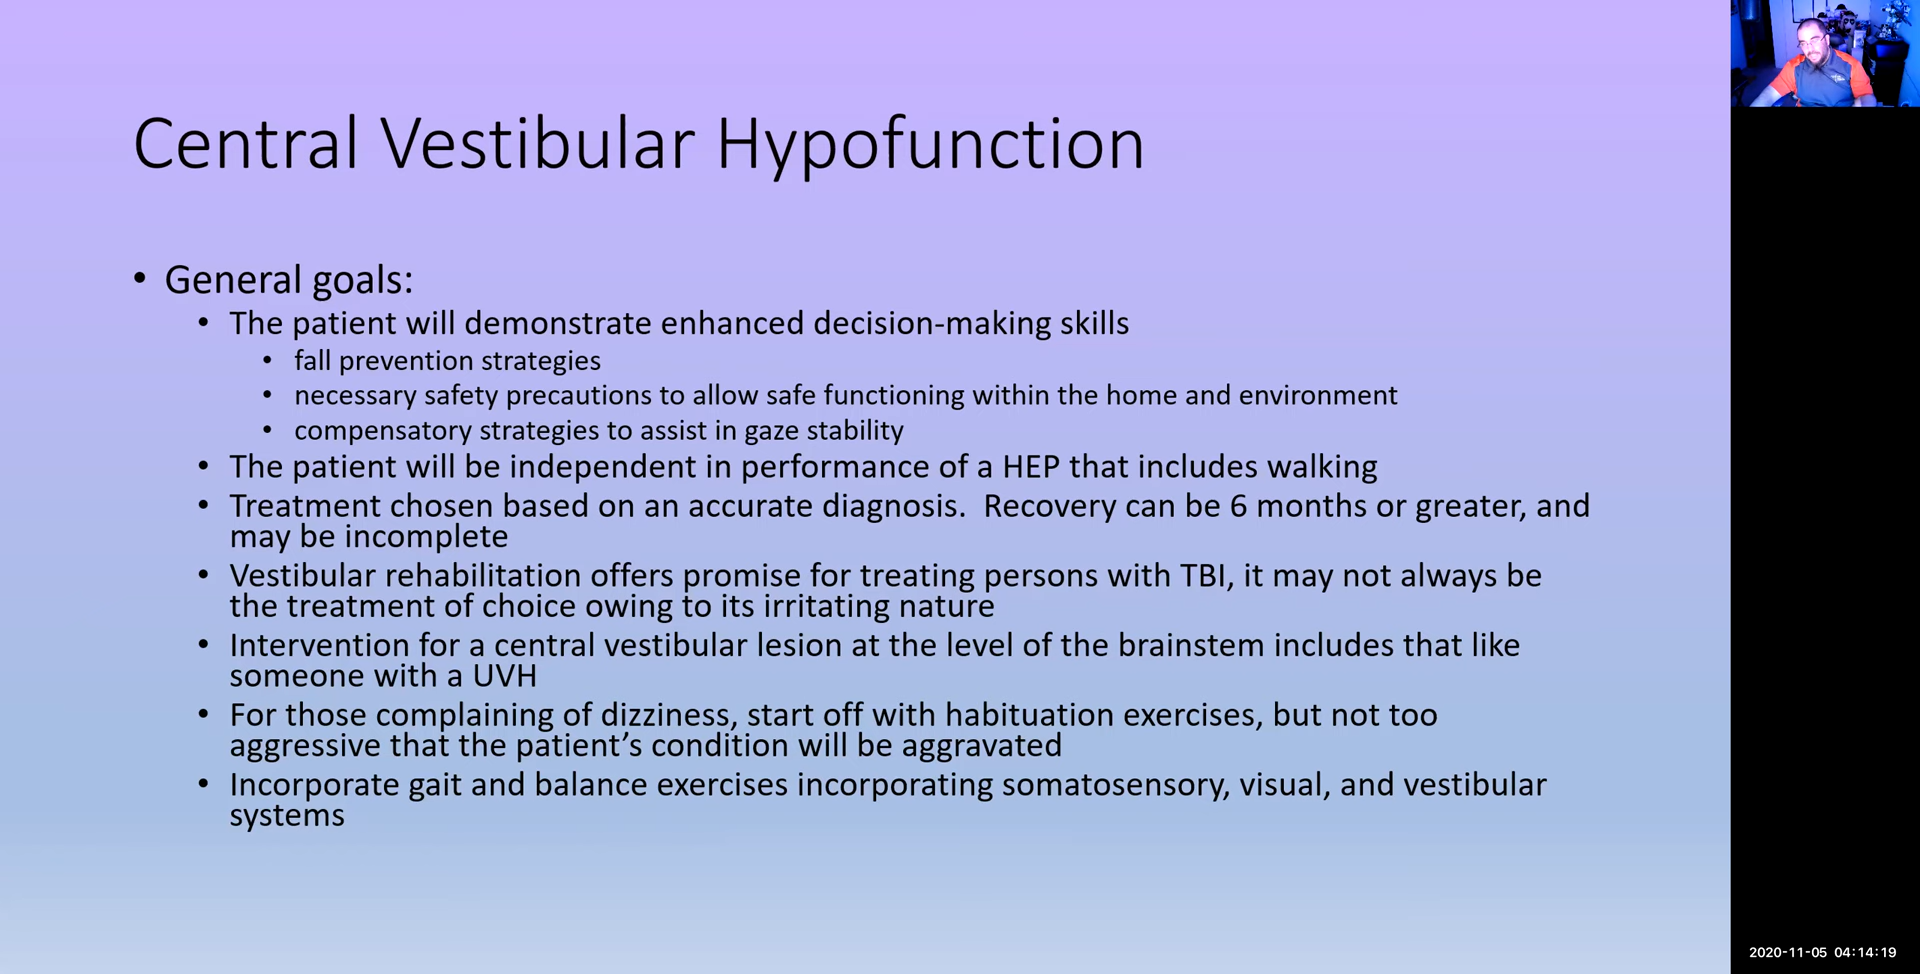 Central Vestibular Hypofunction
• General goals:
• The patient will demonstrate enhanced decision-making skills
• fall prevention strategies
• necessary safety precautions to allow safe functioning within the home and environment
• compensatory strategies to assist in gaze stability
• The patient will be independent in performance of a HEP that includes walking
• Treatment chosen based on an accurate diagnosis.  Recovery can be 6 months or greater, and
may be incomplete
• Vestibular rehabilitation offers promise for treating persons with TBI, it may not always be
the treatment of choice owing to its irritating nature
• Intervention for a central vestibular lesion at the level of the brainstem includes that like
someone with a UVH
• For those complaining of dizziness, start off with habituation exercises, but not too
aggressive that the patient’s condition will be aggravated
• Incorporate gait and balance exercises incorporating somatosensory, visual, and vestibular
systems
2020-11-05 04:14:19